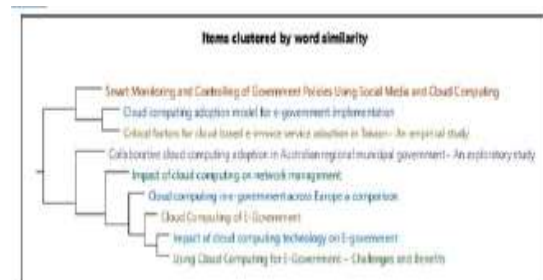 Items clustered by word similarity
Smart Monitoring and Controlling of Government Policies Using Social Media and Cloud Computing
Cloud computing adoption model for e-government implementation
Critical factors for cloud based e-invoice service adoption in Taiwan - An empirical study
Collaborative cloud computing adoption in Australian regional municipal government - An exploratory study
Impact of cloud computing on network management
Cloud computing in e-government across Europe a comparison
Cloud Computing of E-Government
Impact of cloud computing technology on E-government
Using Cloud Computing for E-Government – Challenges and Benefits